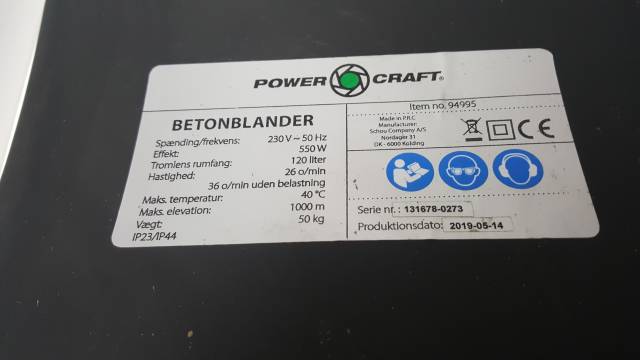 POWER CRAFT®
BETONBLANDER
Spænding/frekvens: 230 V ~ 50 Hz
Effekt: 550 W
Tromlens rumfang: 120 liter
Hastighed: 26 o/min
36 o/min uden belastning
Maks. temperatur: 40 °C
Maks. elevation: 1000 m
Vægt: 50 kg
IP23/IP44
Item no. 94995
Made in P.R.C
Manufacturer:
Schou Company A/S
Nordager 31
DK - 6000 Kolding
CE
Serie nr.: 131678-0273
Produktionsdato: 2019-05-14